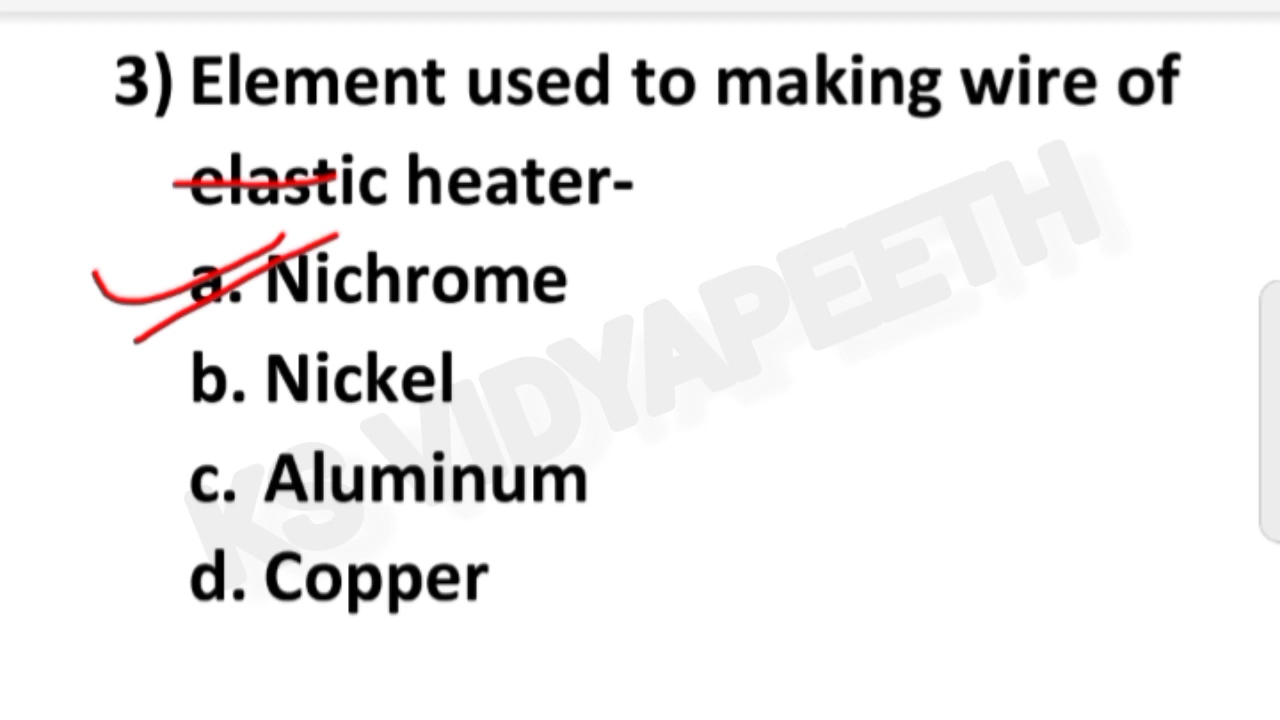 3) Element used to making wire of
elastic heater-
a. Nichrome
b. Nickel
c. Aluminum
d. Copper
KS VIDYAPEETH